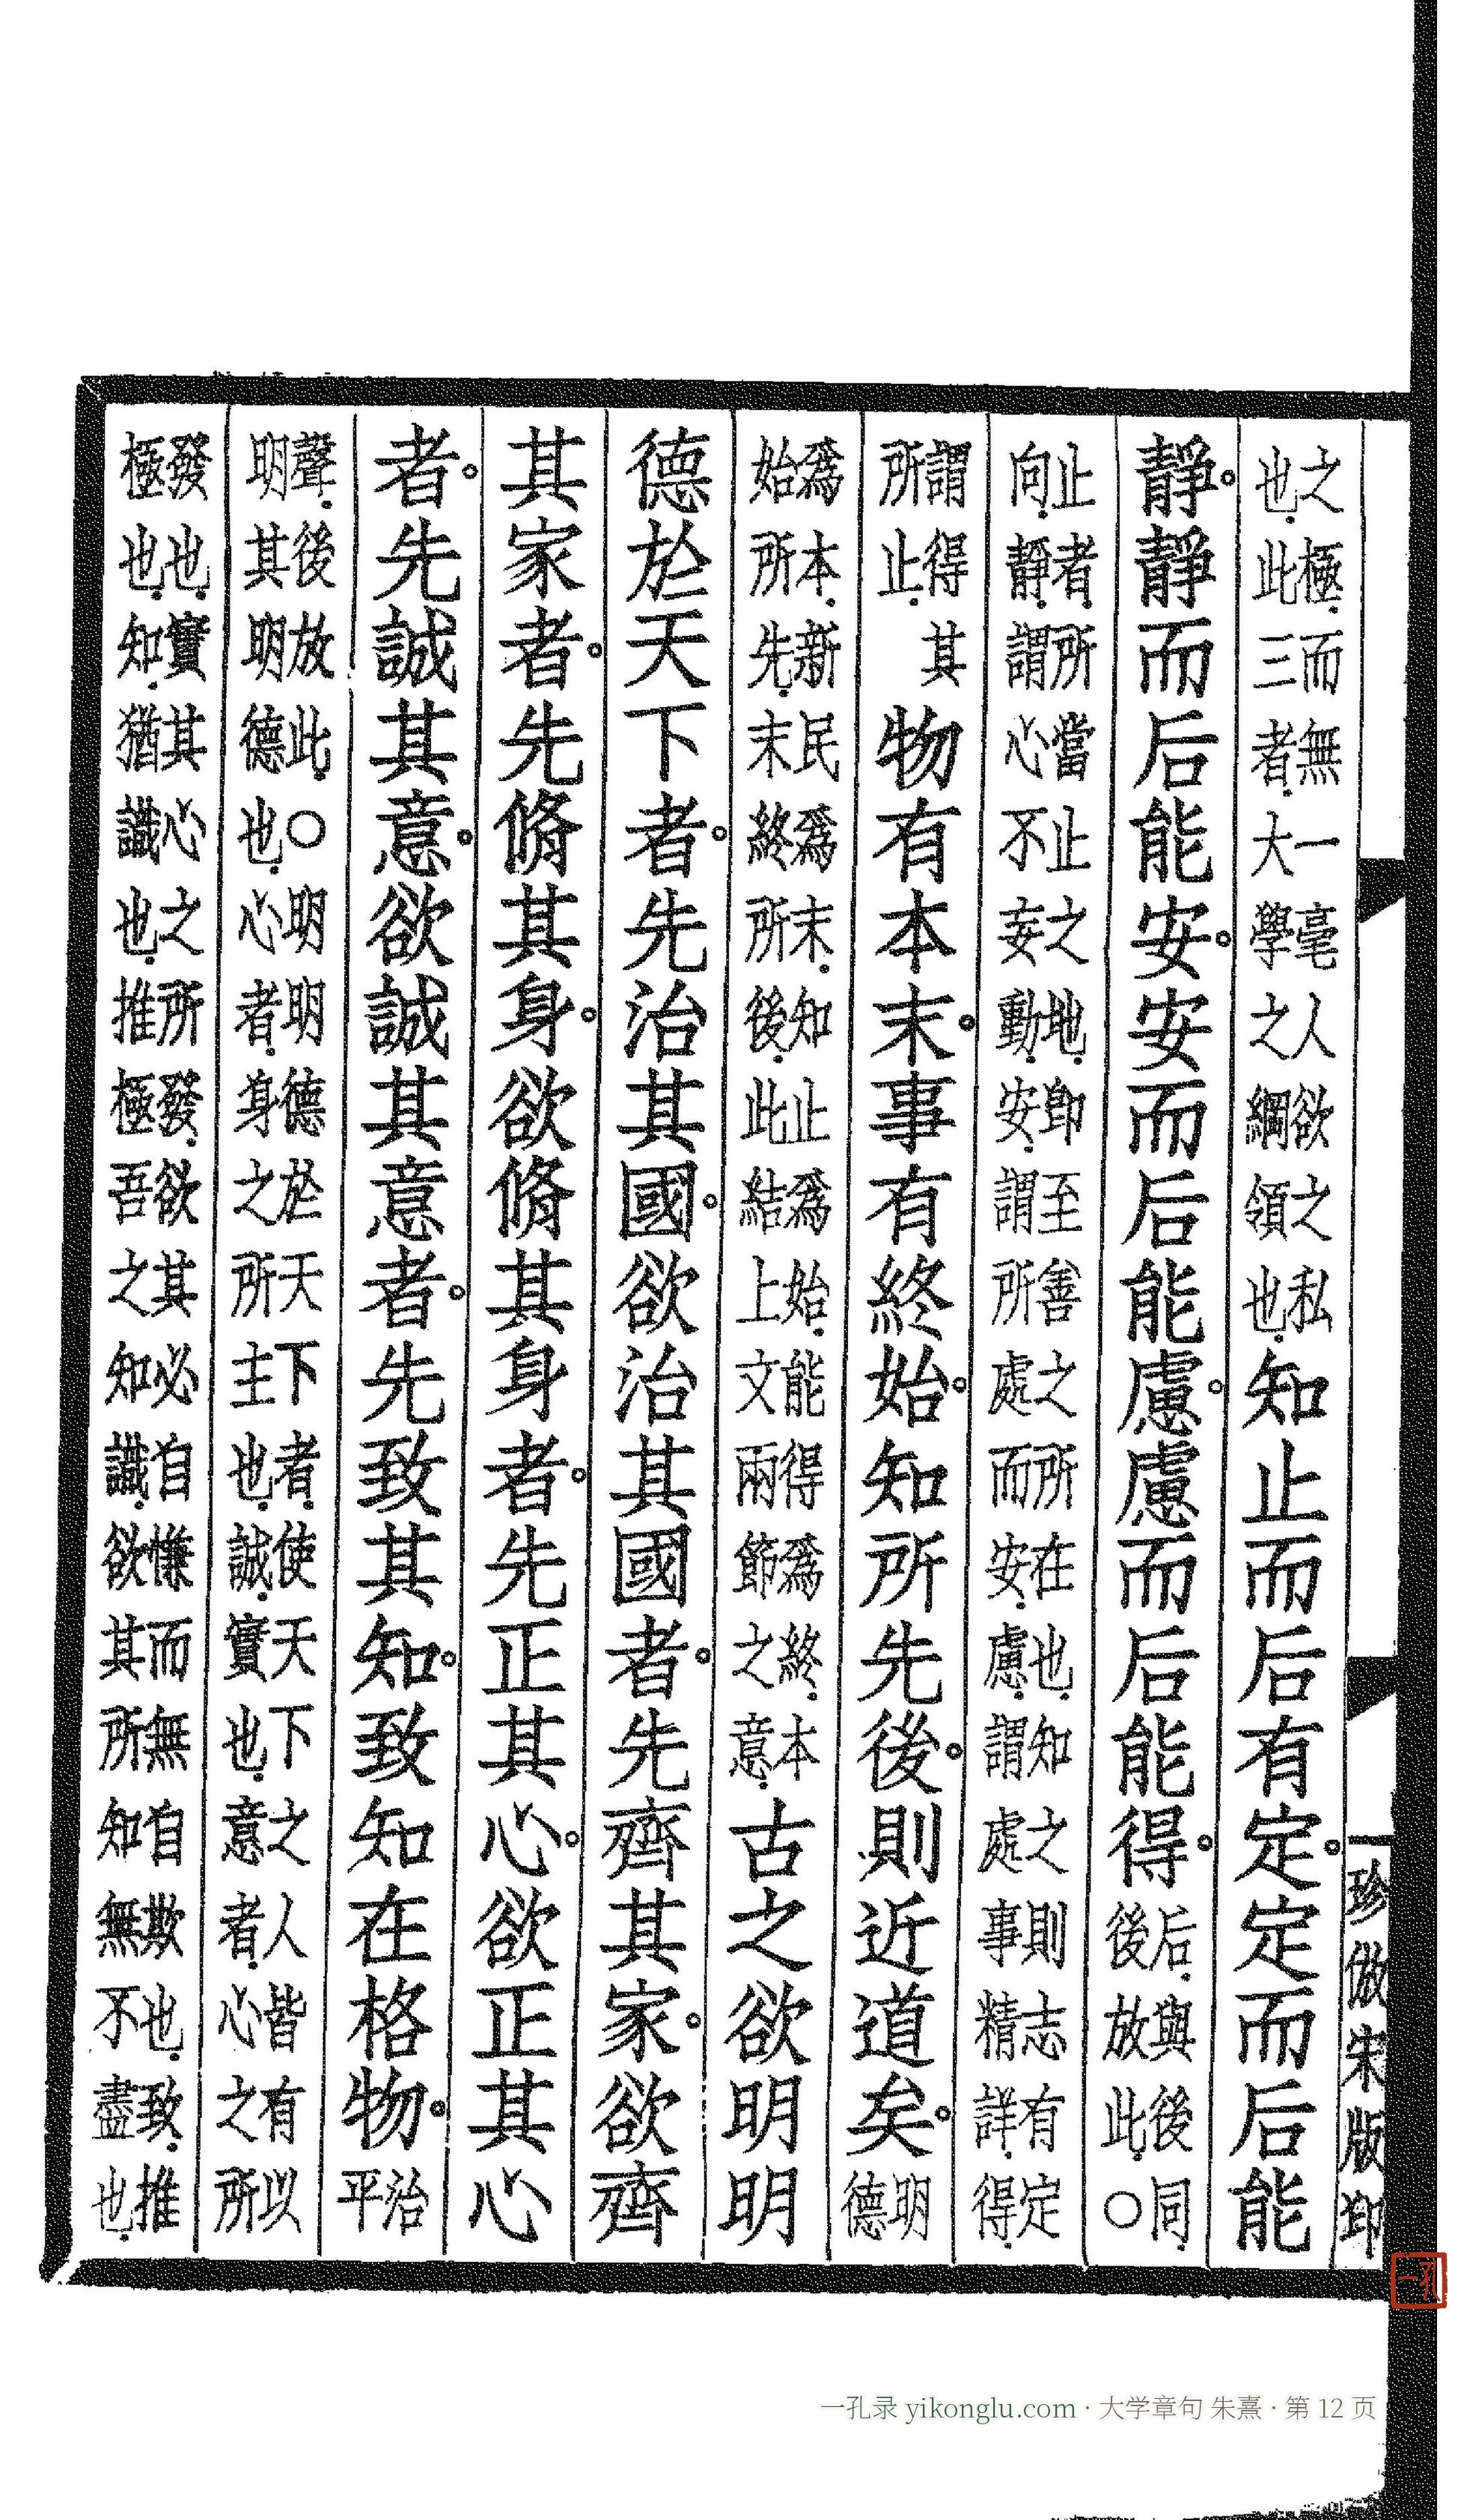 一 珍倣宋版印
之極.而無一毫人欲之私
也.此三者.大學之綱領也.
知止而后有定。定而后能
靜。靜而后能安。安而后能慮。慮而后能得。
后.與後同.
後放此.○
止者.所當止之地.即至善之所在也.知之則志有定
向.靜.謂心不妄動.安.謂所處而安.慮.謂處事精詳.得.
謂得其
所止.
物有本末。事有終始。知所先後。則近道矣。
明
德
爲本.新民爲末.知止爲始.能得爲終.本
始所先.末終所後.此結上文兩節之意.
古之欲明明
德於天下者。先治其國。欲治其國者。先齊其家。欲齊
其家者。先脩其身。欲脩其身者。先正其心。欲正其心
者。先誠其意。欲誠其意者。先致其知。致知在格物。
治
平
聲.後放此.○明明德於天下者.使天下之人皆有以
明其明德也.心者.身之所主也.誠.實也.意者.心之所
發也.實其心之所發.欲其必自慊而無自欺也.致.推
極也.知.猶識也.推極吾之知識.欲其所知無不盡也.
一孔
一孔录 yikonglu.com · 大学章句 朱熹 · 第 12 页